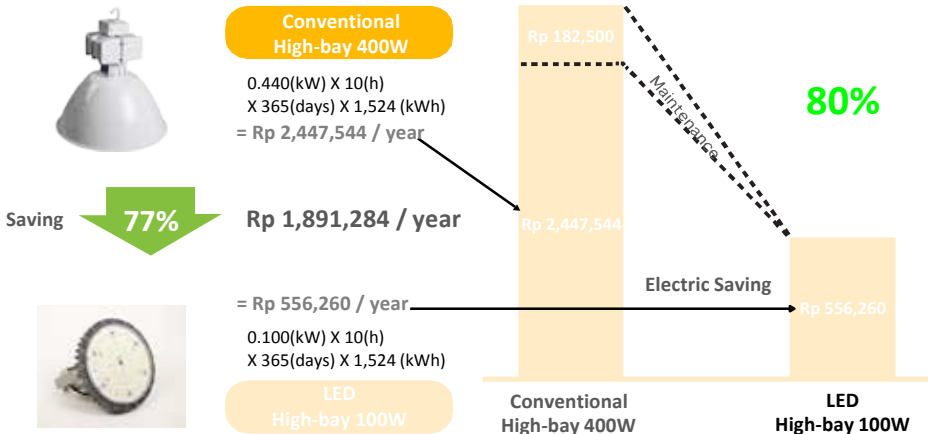 Conventional
High-bay 400W
0.440(kW) X 10(h)
X 365(days) X 1,524 (kWh)
= Rp 2,447,544 / year
Saving
77%
Rp 1,891,284 / year
= Rp 556,260 / year
0.100(kW) X 10(h)
X 365(days) X 1,524 (kWh)
LED
High-bay 100W
Rp 182,500
Maintenance
80%
Rp 2,447,544
Electric Saving
Rp 556,260
Conventional
High-bay 400W
LED
High-bay 100W